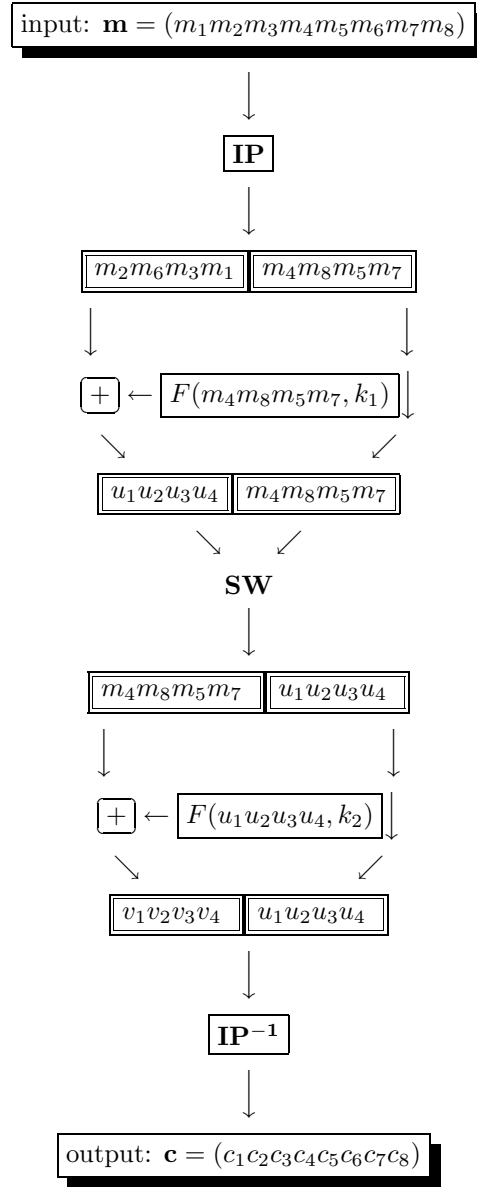 input: m = (m₁m₂m₃m₄m₅m₆m₇m₈)
IP
m₂m₆m₃m₁ m₄m₈m₅m₇
+ ← F(m₄m₈m₅m₇, k₁)
u₁u₂u₃u₄ m₄m₈m₅m₇
SW
m₄m₈m₅m₇ u₁u₂u₃u₄
+ ← F(u₁u₂u₃u₄, k₂)
v₁v₂v₃v₄ u₁u₂u₃u₄
IP⁻¹
output: c = (c₁c₂c₃c₄c₅c₆c₇c₈)